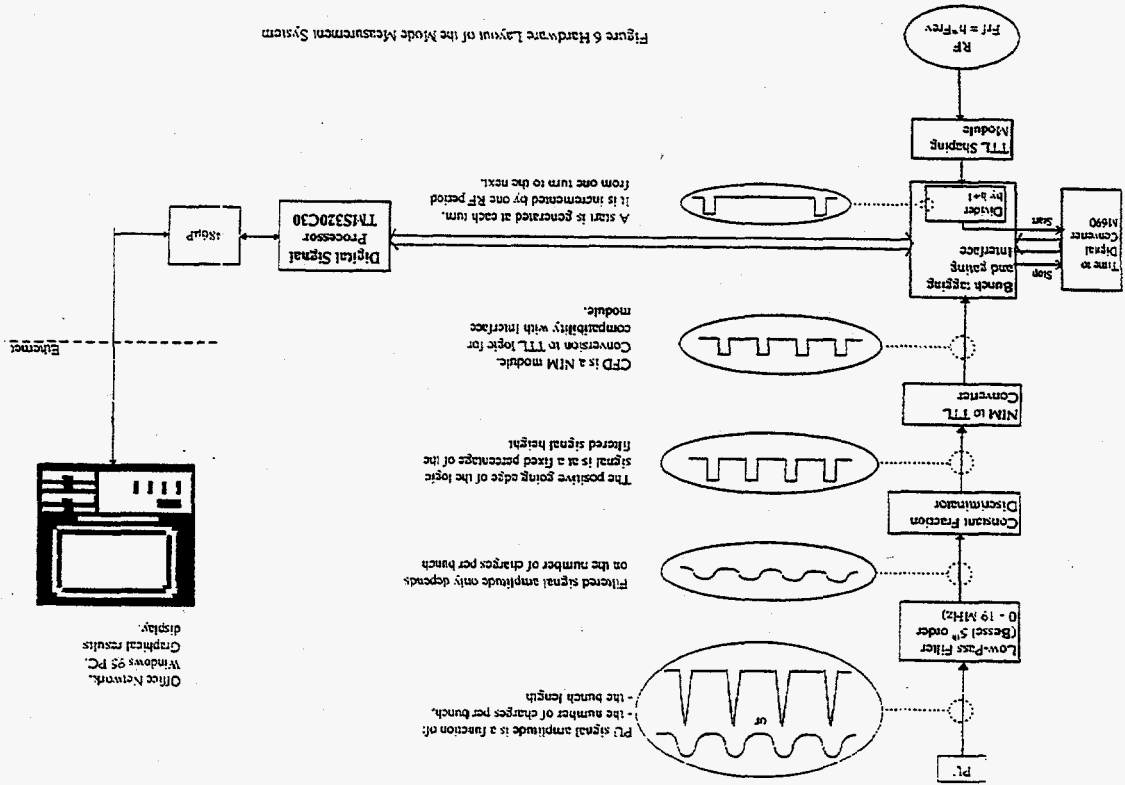 PU
PU signal amplitude is a function of:
- the number of charges per bunch,
- the bunch length
or
Office Network.
Windows 95 PC.
Graphical results
display.
Low-Pass Filter
(Bessel 5th order
0 - 19 MHz)
Filtered signal amplitude only depends
on the number of charges per bunch
Constant Fraction
Discriminator
The positive going edge of the logic
signal is at a fixed percentage of the
filtered signal height
NIM to TTL
Converter
CFD is a NIM module.
Conversion to TTL logic for
compatibility with Interface
module.
Ethernet
Time to
Digital
Converter
M690
Stop
Start
Bunch tagging
and gating
Interface
Divider
by h+1
Digital Signal
Processor
TMS320C30
486µP
A start is generated at each turn.
It is incremented by one RF period
from one turn to the next.
TTL Shaping
Module
RF
Frf = h*Frev
Figure 6 Hardware Layout of the Mode Measurement System